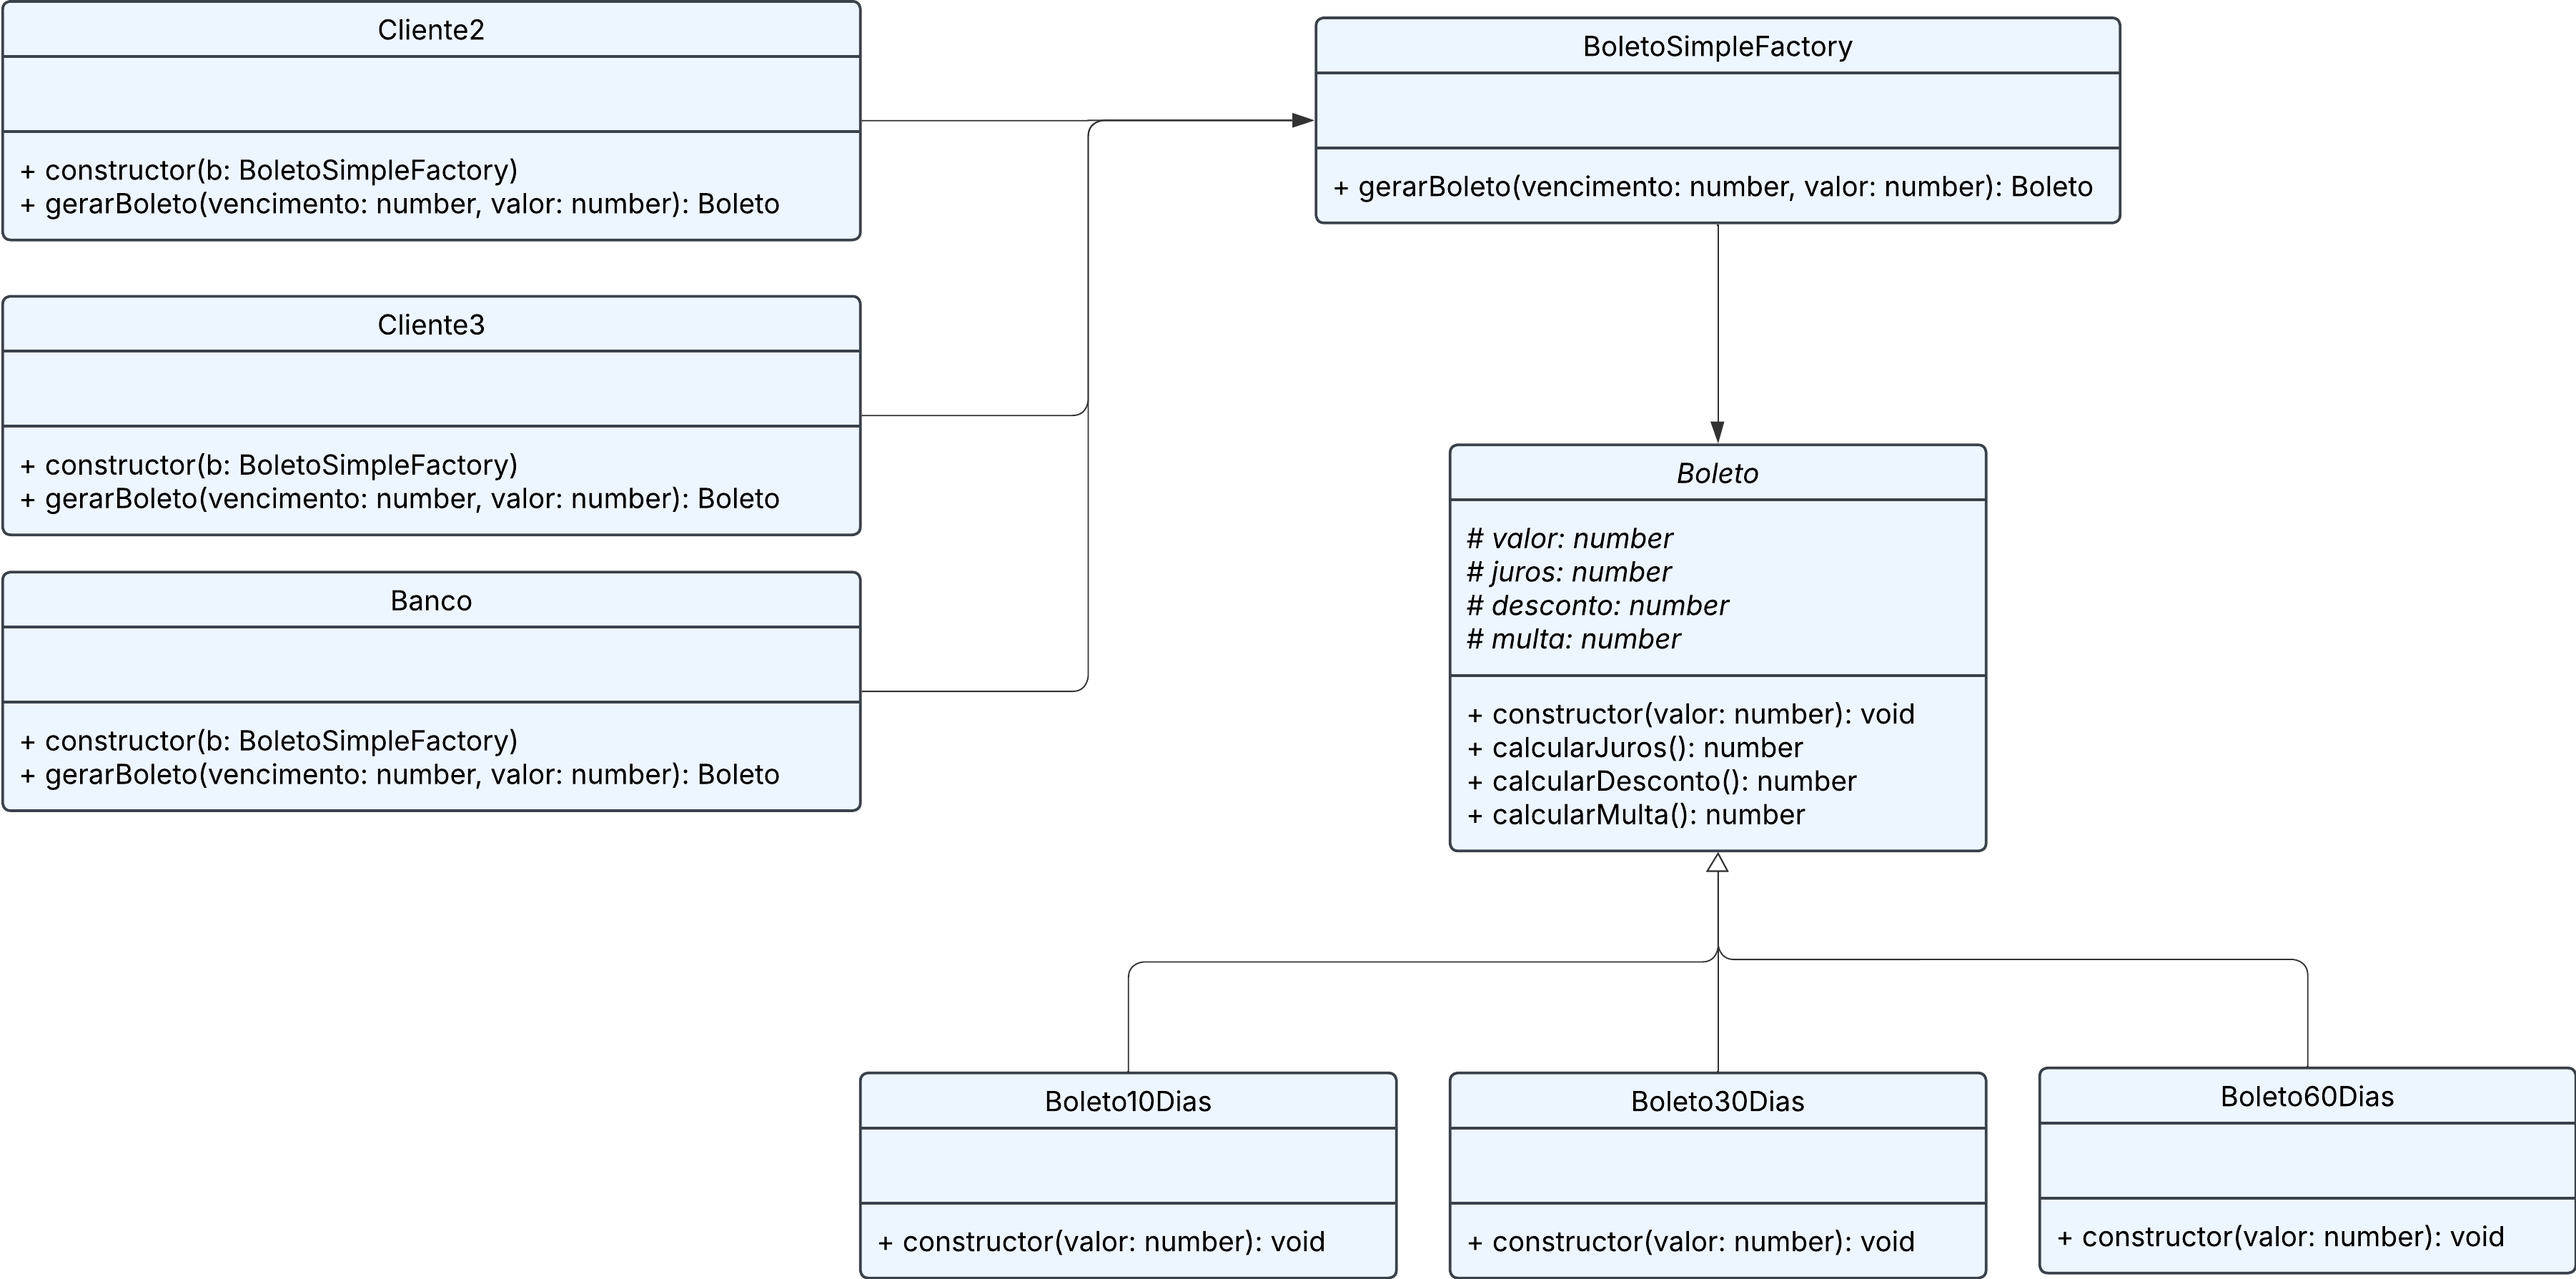 Cliente2
+ constructor(b: BoletoSimpleFactory)
+ gerarBoleto(vencimento: number, valor: number): Boleto
Cliente3
+ constructor(b: BoletoSimpleFactory)
+ gerarBoleto(vencimento: number, valor: number): Boleto
Banco
+ constructor(b: BoletoSimpleFactory)
+ gerarBoleto(vencimento: number, valor: number): Boleto
BoletoSimpleFactory
+ gerarBoleto(vencimento: number, valor: number): Boleto
Boleto
# valor: number
# juros: number
# desconto: number
# multa: number
+ constructor(valor: number): void
+ calcularJuros(): number
+ calcularDesconto(): number
+ calcularMulta(): number
Boleto10Dias
+ constructor(valor: number): void
Boleto30Dias
+ constructor(valor: number): void
Boleto60Dias
+ constructor(valor: number): void